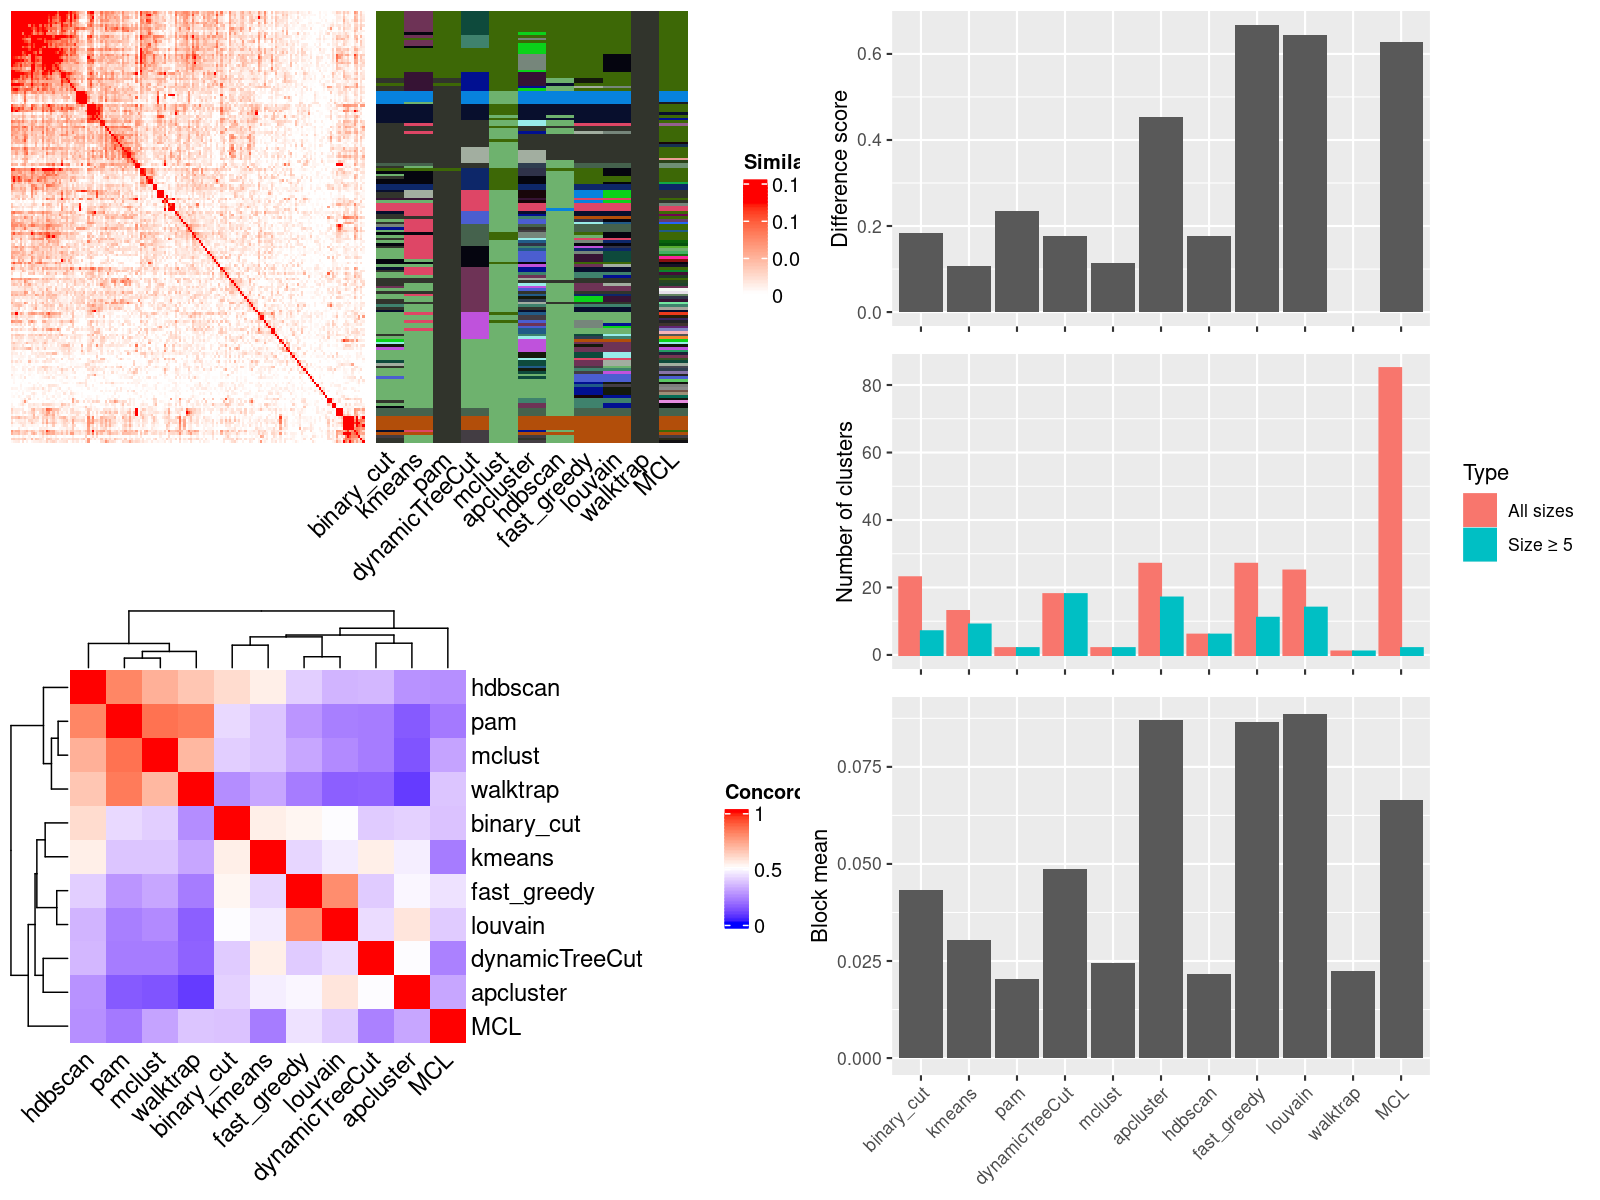 Simila
0.1
0.1
0.0
0
binary_cut
kmeans
pam
dynamicTreeCut
mclust
apcluster
hdbscan
fast_greedy
louvain
walktrap
MCL
hdbscan
pam
mclust
walktrap
binary_cut
kmeans
fast_greedy
louvain
dynamicTreeCut
apcluster
MCL
Concord
1
0.5
0
hdbscan
pam
mclust
walktrap
binary_cut
kmeans
fast_greedy
louvain
dynamicTreeCut
apcluster
MCL
Difference score
0.6
0.4
0.2
0.0
Number of clusters
80
60
40
20
0
Type
All sizes
Size ≥ 5
Block mean
0.075
0.050
0.025
0.000
binary_cut
kmeans
pam
dynamicTreeCut
mclust
apcluster
hdbscan
fast_greedy
louvain
walktrap
MCL